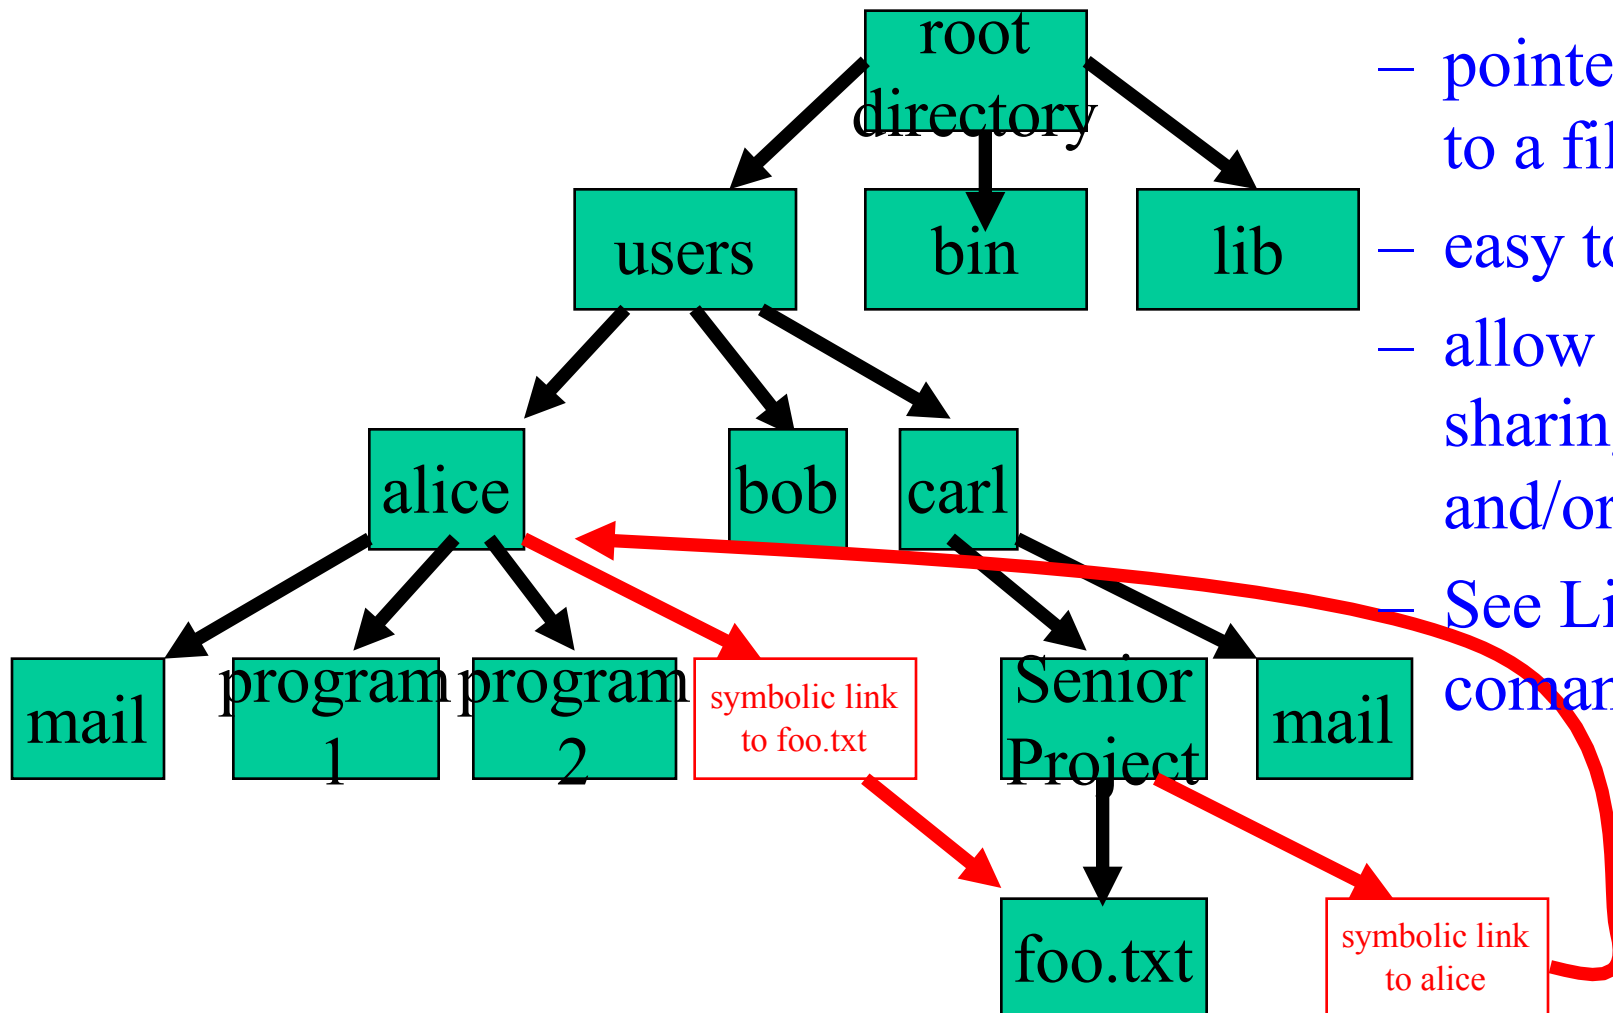 root
directory
users
bin
lib
alice
bob
carl
mail
program
1
program
2
symbolic link
to foo.txt
Senior
Project
mail
foo.txt
symbolic link
to alice
– pointe
to a fil
– easy to
– allow
sharin
and/or
– See Li
coman